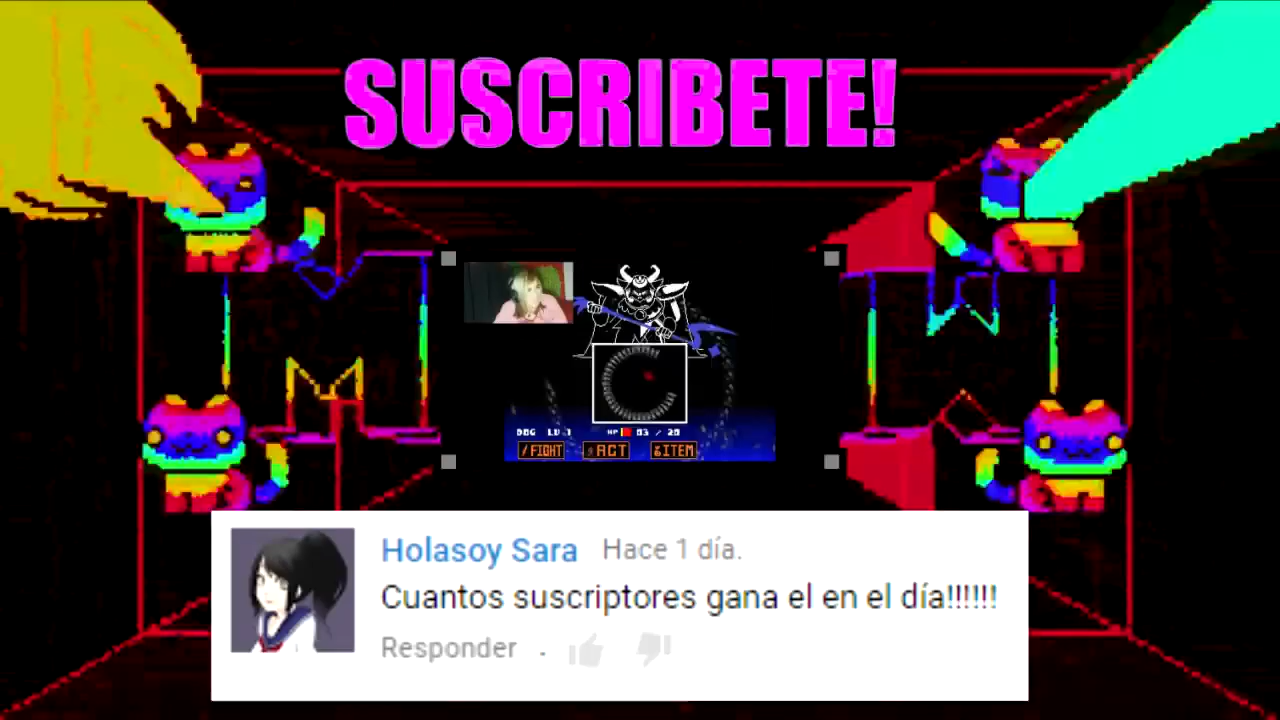 SUSCRIBETE!
LV 1 HP 03 / 20
/FIGHT ACT ITEM
Holasoy Sara Hace 1 día.
Cuantos suscriptores gana el en el día!!!!!!
Responder .